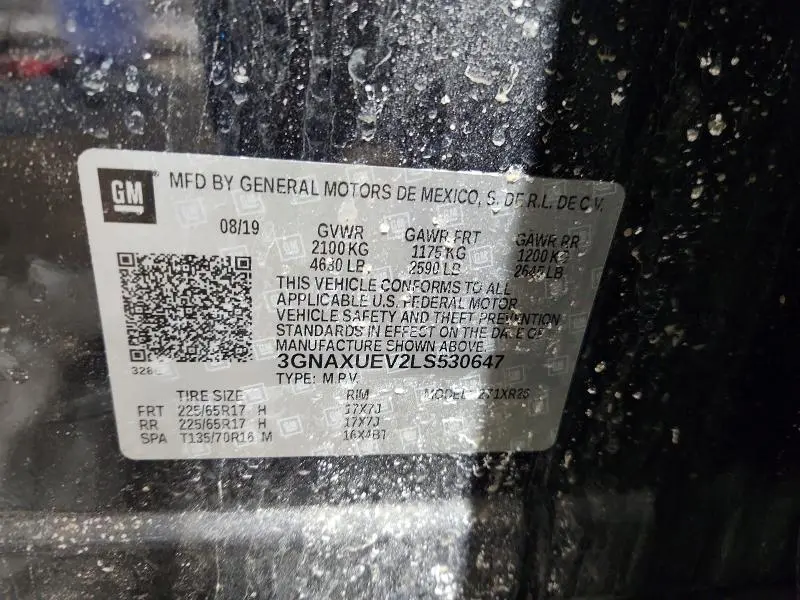 GM
MFD BY GENERAL MOTORS DE MEXICO, S. DE R.L. DE C.V.
08/19 GVWR GAWR FRT GAWR RR
2100 KG 1175 KG 1200 KG
4630 LB 2590 LB 2645 LB
THIS VEHICLE CONFORMS TO ALL
APPLICABLE U.S. FEDERAL MOTOR
VEHICLE SAFETY AND THEFT PREVENTION
STANDARDS IN EFFECT ON THE DATE OF
MANUFACTURE SHOWN ABOVE.
3GNAXUEV2LS530647
TYPE: M.P.V.
TIRE SIZE RIM MODEL 271XR26
FRT 225/65R17 H 17X7J
RR 225/65R17 H 17X7J
SPA T135/70R16 M 16X4BT